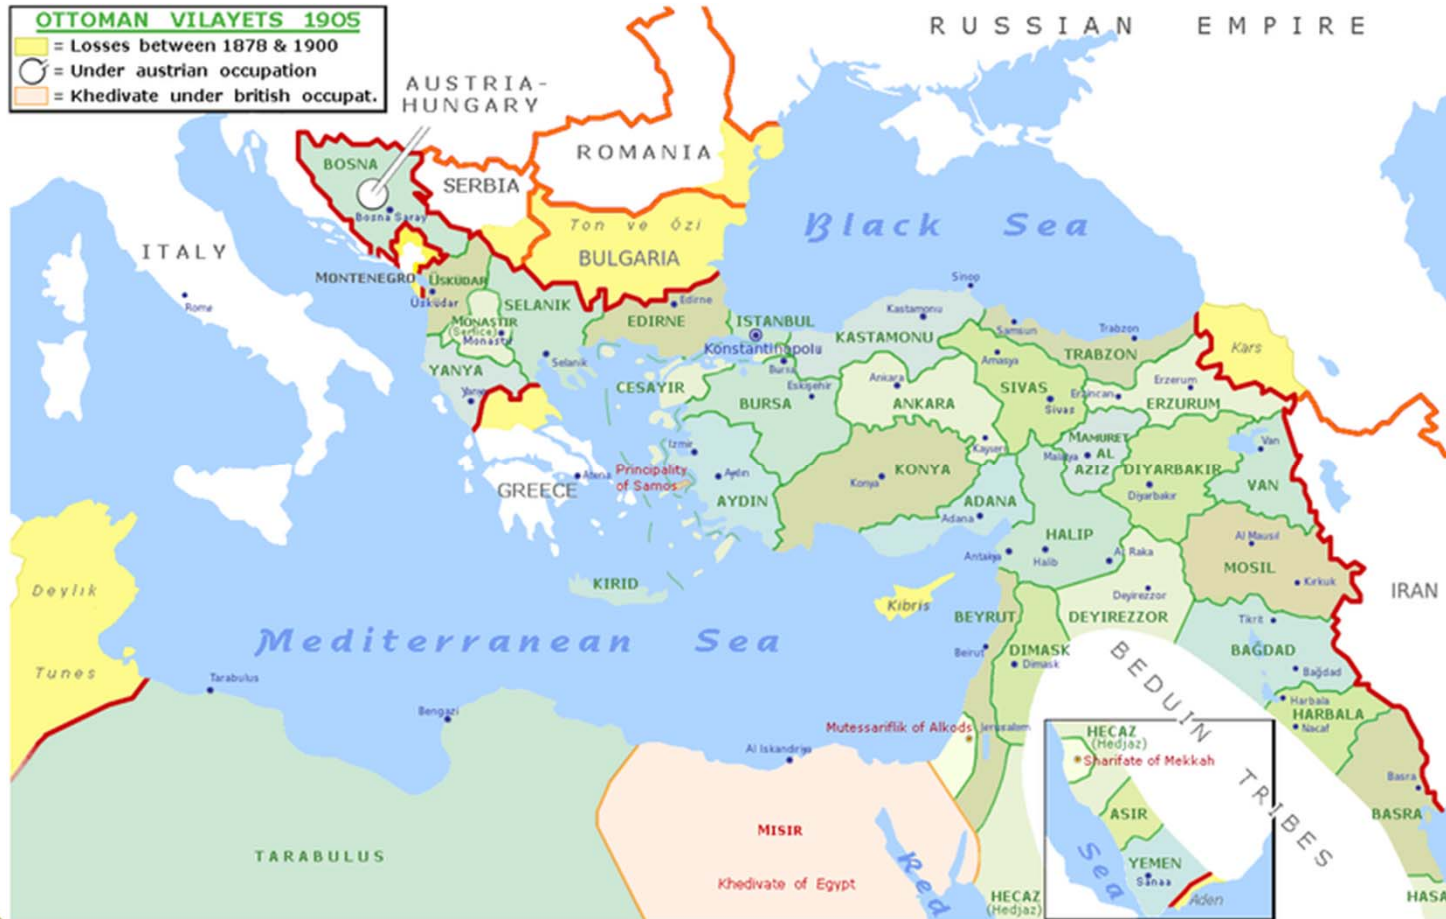 OTTOMAN VILAYETS 1905
= Losses between 1878 & 1900
= Under austrian occupation
= Khedivate under british occupat.
RUSSIAN EMPIRE
AUSTRIA-
HUNGARY
ROMANIA
BOSNA
SERBIA
Bozna Saray
Ton ve Özi
BULGARIA
Black Sea
ITALY
Rome
MONTENEGRO
ÜSKÜDAR
Üsküdar
SELANIK
MONASTIR
(Serfice)
Monastir
Edirne
EDIRNE
ISTANBUL
Konstantinopolu
Sinop
Kastamonu
KASTAMONU
Samsun
Trabzon
TRABZON
Amasya
Kars
YANYA
Yanya
Selanik
CESAYIR
Bursa
Eskişehir
BURSA
Ankara
ANKARA
SIVAS
Sivas
Erzincan
Erzerum
ERZURUM
Izmir
Aydın
AYDIN
Konya
KONYA
Kayseri
MAMURET
AL
AZIZ
Malatya
DIYARBAKIR
Diyarbakır
Van
VAN
Atena
GREECE
Principality
of Samos
ADANA
Adana
HALIP
Halib
Antakya
Al Raka
Al Mausil
MOSIL
Kirkuk
IRAN
KIRID
Kibris
Deylik
Tunes
Mediterranean Sea
BEYRUT
Beirut
DIMASK
Dimask
Deyirezzor
DEYIREZZOR
Tikrit
BAĞDAD
Bağdad
BEDUIN TRIBES
Harbala
HARBALA
Nacaf
Basra
BASRA
Tarabulus
Bengazi
Al Iskandriya
Mutessariflik of Alkods
Jerusalem
HECAZ
(Hedjaz)
Sharifate of Mekkah
ASIR
YEMEN
Sanaa
Aden
Sea
TARABULUS
MISIR
Khedivate of Egypt
Red
HECAZ
(Hedjaz)
HASA